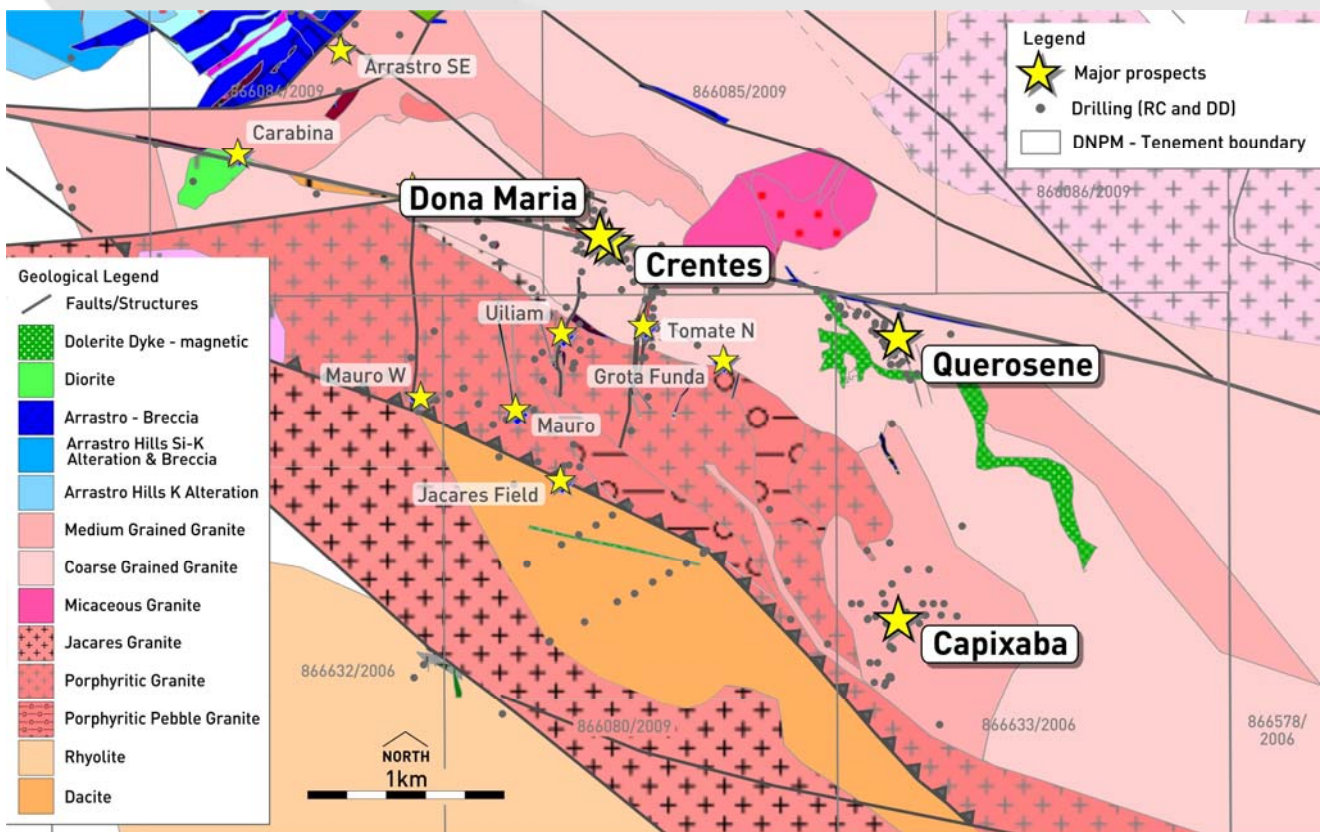 Arrastro SE
866084/2009
866085/2009
Carabina
Dona Maria
Crentes
866086/2009
Legend
Major prospects
Drilling (RC and DD)
DNPM - Tenement boundary
Geological Legend
Faults/Structures
Dolerite Dyke - magnetic
Diorite
Arrastro - Breccia
Arrastro Hills Si-K
Alteration & Breccia
Arrastro Hills K Alteration
Medium Grained Granite
Coarse Grained Granite
Micaceous Granite
Jacares Granite
Porphyritic Granite
Porphyritic Pebble Granite
Rhyolite
Dacite
Uiliam
Tomate N
Mauro W
Grota Funda
Querosene
Mauro
Jacares Field
Capixaba
866632/2006
866080/2009
866633/2006
866578/
2006
NORTH
1km